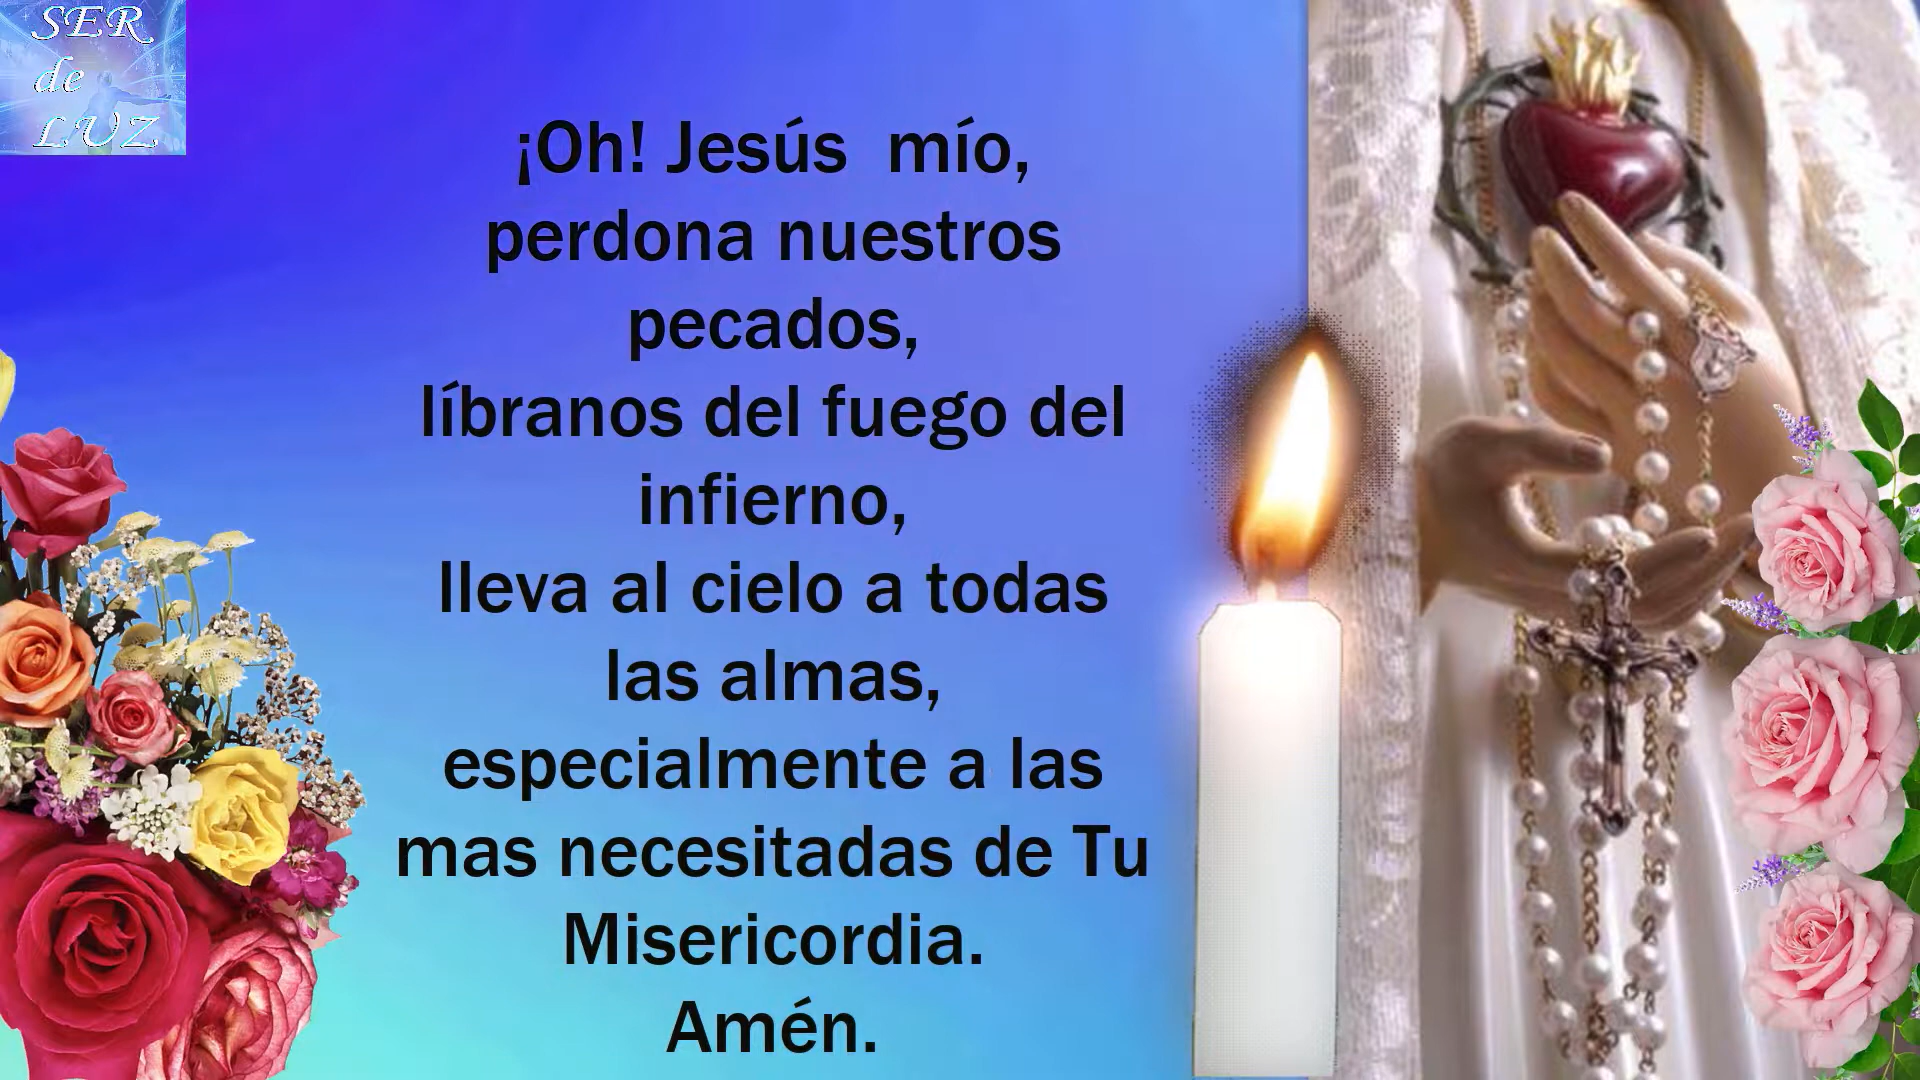 SER
de
LUZ
¡Oh! Jesús  mío,
perdona nuestros
pecados,
líbranos del fuego del
infierno,
lleva al cielo a todas
las almas,
especialmente a las
mas necesitadas de Tu
Misericordia.
Amén.